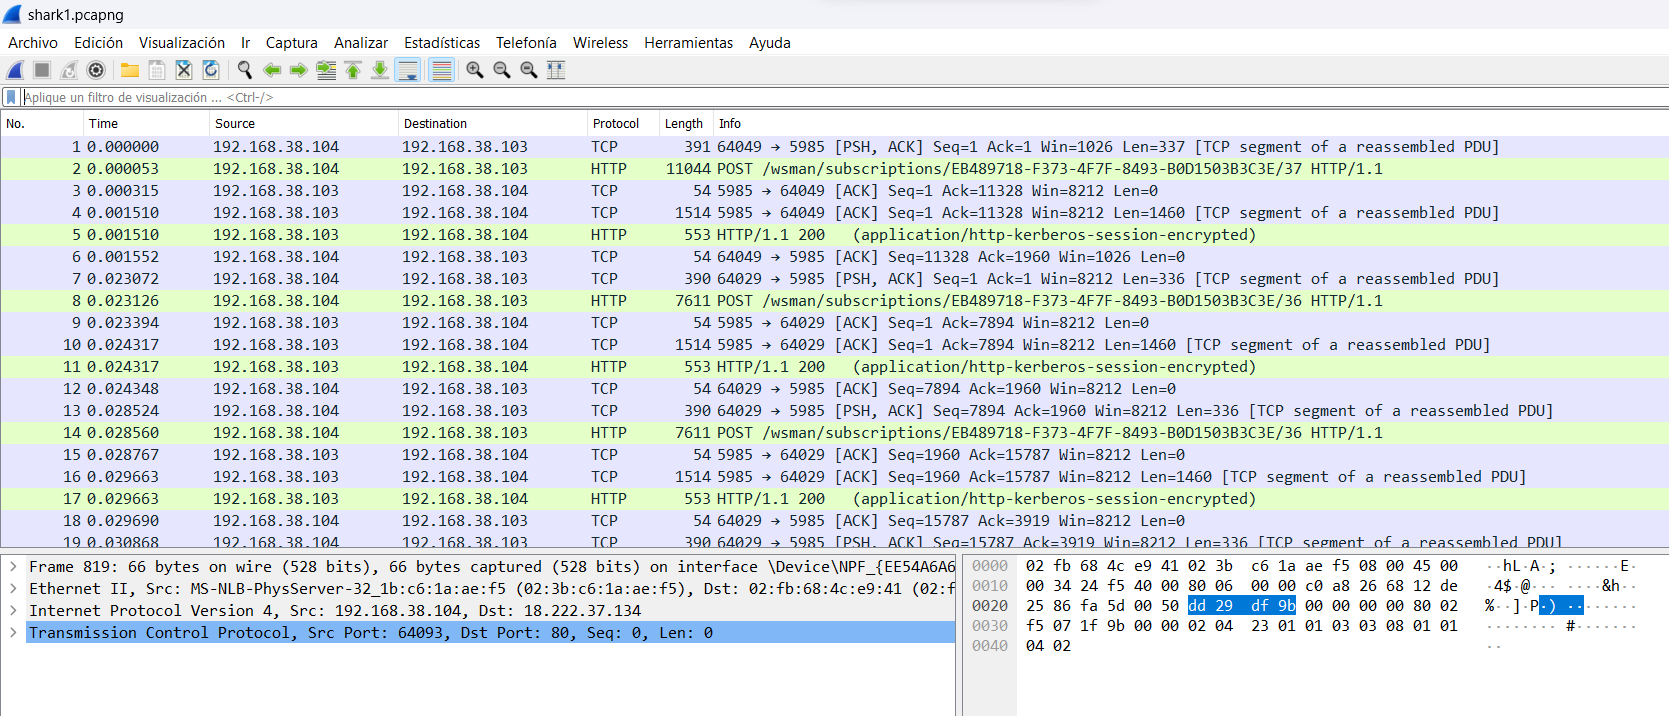 shark1.pcapng
Archivo Edición Visualización Ir Captura Analizar Estadísticas Telefonía Wireless Herramientas Ayuda
Aplique un filtro de visualización ... <Ctrl-/>
No. Time Source Destination Protocol Length Info
1 0.000000 192.168.38.104 192.168.38.103 TCP 391 64049 → 5985 [PSH, ACK] Seq=1 Ack=1 Win=1026 Len=337 [TCP segment of a reassembled PDU]
2 0.000053 192.168.38.104 192.168.38.103 HTTP 11044 POST /wsman/subscriptions/EB489718-F373-4F7F-8493-B0D1503B3C3E/37 HTTP/1.1
3 0.000315 192.168.38.103 192.168.38.104 TCP 54 5985 → 64049 [ACK] Seq=1 Ack=11328 Win=8212 Len=0
4 0.001510 192.168.38.103 192.168.38.104 TCP 1514 5985 → 64049 [ACK] Seq=1 Ack=11328 Win=8212 Len=1460 [TCP segment of a reassembled PDU]
5 0.001510 192.168.38.103 192.168.38.104 HTTP 553 HTTP/1.1 200 (application/http-kerberos-session-encrypted)
6 0.001552 192.168.38.104 192.168.38.103 TCP 54 64049 → 5985 [ACK] Seq=11328 Ack=1960 Win=1026 Len=0
7 0.023072 192.168.38.104 192.168.38.103 TCP 390 64029 → 5985 [PSH, ACK] Seq=1 Ack=1 Win=8212 Len=336 [TCP segment of a reassembled PDU]
8 0.023126 192.168.38.104 192.168.38.103 HTTP 7611 POST /wsman/subscriptions/EB489718-F373-4F7F-8493-B0D1503B3C3E/36 HTTP/1.1
9 0.023394 192.168.38.103 192.168.38.104 TCP 54 5985 → 64029 [ACK] Seq=1 Ack=7894 Win=8212 Len=0
10 0.024317 192.168.38.103 192.168.38.104 TCP 1514 5985 → 64029 [ACK] Seq=1 Ack=7894 Win=8212 Len=1460 [TCP segment of a reassembled PDU]
11 0.024317 192.168.38.103 192.168.38.104 HTTP 553 HTTP/1.1 200 (application/http-kerberos-session-encrypted)
12 0.024348 192.168.38.104 192.168.38.103 TCP 54 64029 → 5985 [ACK] Seq=7894 Ack=1960 Win=8212 Len=0
13 0.028524 192.168.38.104 192.168.38.103 TCP 390 64029 → 5985 [PSH, ACK] Seq=7894 Ack=1960 Win=8212 Len=336 [TCP segment of a reassembled PDU]
14 0.028560 192.168.38.104 192.168.38.103 HTTP 7611 POST /wsman/subscriptions/EB489718-F373-4F7F-8493-B0D1503B3C3E/36 HTTP/1.1
15 0.028767 192.168.38.103 192.168.38.104 TCP 54 5985 → 64029 [ACK] Seq=1960 Ack=15787 Win=8212 Len=0
16 0.029663 192.168.38.103 192.168.38.104 TCP 1514 5985 → 64029 [ACK] Seq=1960 Ack=15787 Win=8212 Len=1460 [TCP segment of a reassembled PDU]
17 0.029663 192.168.38.103 192.168.38.104 HTTP 553 HTTP/1.1 200 (application/http-kerberos-session-encrypted)
18 0.029690 192.168.38.104 192.168.38.103 TCP 54 64029 → 5985 [ACK] Seq=15787 Ack=3919 Win=8212 Len=0
19 0.030868 192.168.38.104 192.168.38.103 TCP 390 64029 → 5985 [PSH, ACK] Seq=15787 Ack=3919 Win=8212 Len=336 [TCP segment of a reassembled PDU]
Frame 819: 66 bytes on wire (528 bits), 66 bytes captured (528 bits) on interface \Device\NPF_{EE54A6A6
Ethernet II, Src: MS-NLB-PhysServer-32_1b:c6:1a:ae:f5 (02:3b:c6:1a:ae:f5), Dst: 02:fb:68:4c:e9:41 (02:f
Internet Protocol Version 4, Src: 192.168.38.104, Dst: 18.222.37.134
Transmission Control Protocol, Src Port: 64093, Dst Port: 80, Seq: 0, Len: 0
0000 02 fb 68 4c e9 41 02 3b c6 1a ae f5 08 00 45 00 ··hL·A·; ······E·
0010 00 34 24 f5 40 00 80 06 00 00 c0 a8 26 68 12 de ·4$·@··· ····&h··
0020 25 86 fa 5d 00 50 dd 29 df 9b 00 00 00 00 80 02 %··]·P·) ········
0030 f5 07 1f 9b 00 00 02 04 23 01 01 03 03 08 01 01 ········ #·······
0040 04 02 ··